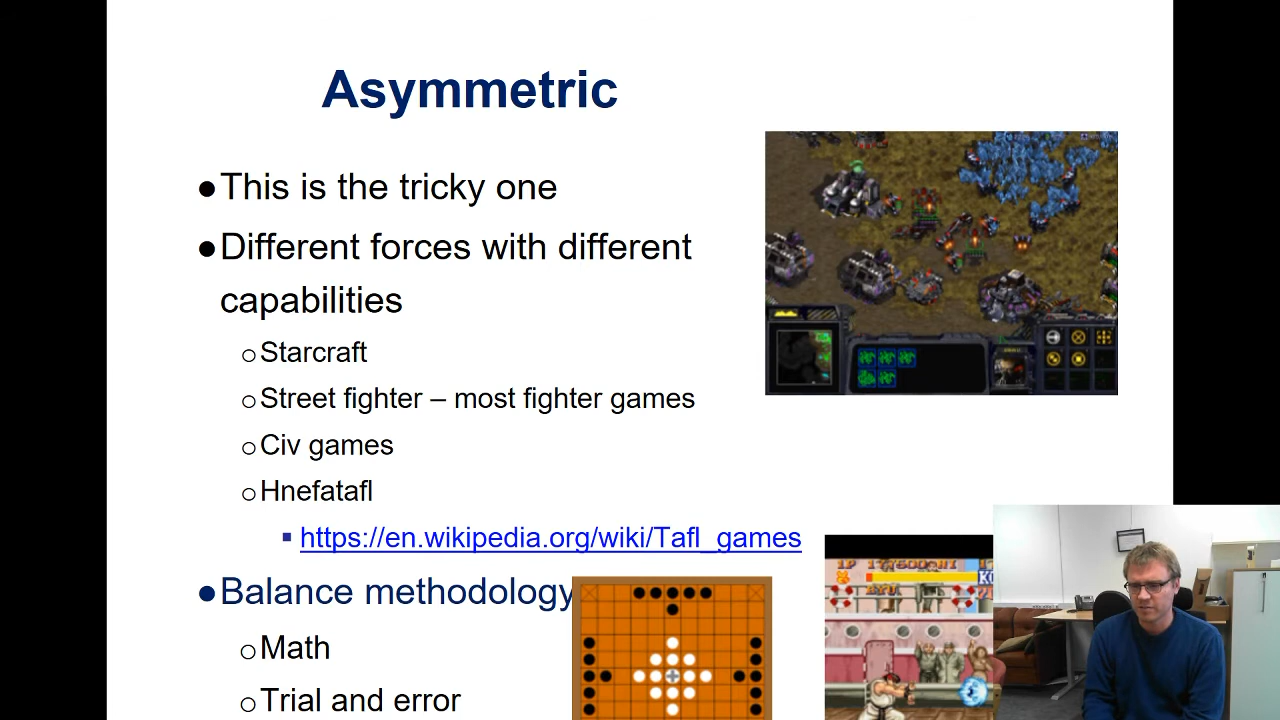 Asymmetric
●This is the tricky one
●Different forces with different
capabilities
○Starcraft
○Street fighter – most fighter games
○Civ games
○Hnefatafl
▪https://en.wikipedia.org/wiki/Tafl_games
●Balance methodology
○Math
○Trial and error